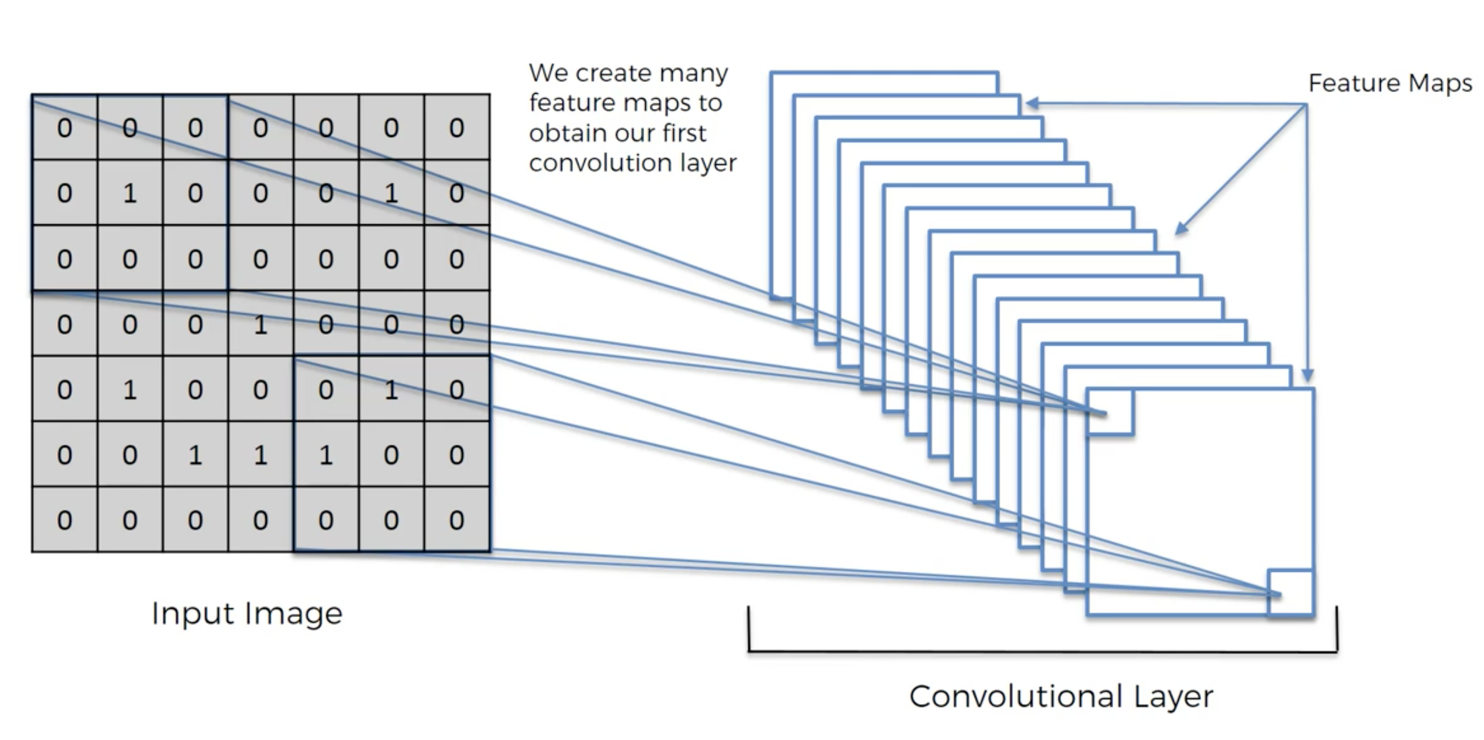 We create many
feature maps to
obtain our first
convolution layer
Feature Maps
0 0 0 0 0 0 0
0 1 0 0 0 1 0
0 0 0 0 0 0 0
0 0 0 1 0 0 0
0 1 0 0 0 1 0
0 0 1 1 1 0 0
0 0 0 0 0 0 0
Input Image
Convolutional Layer